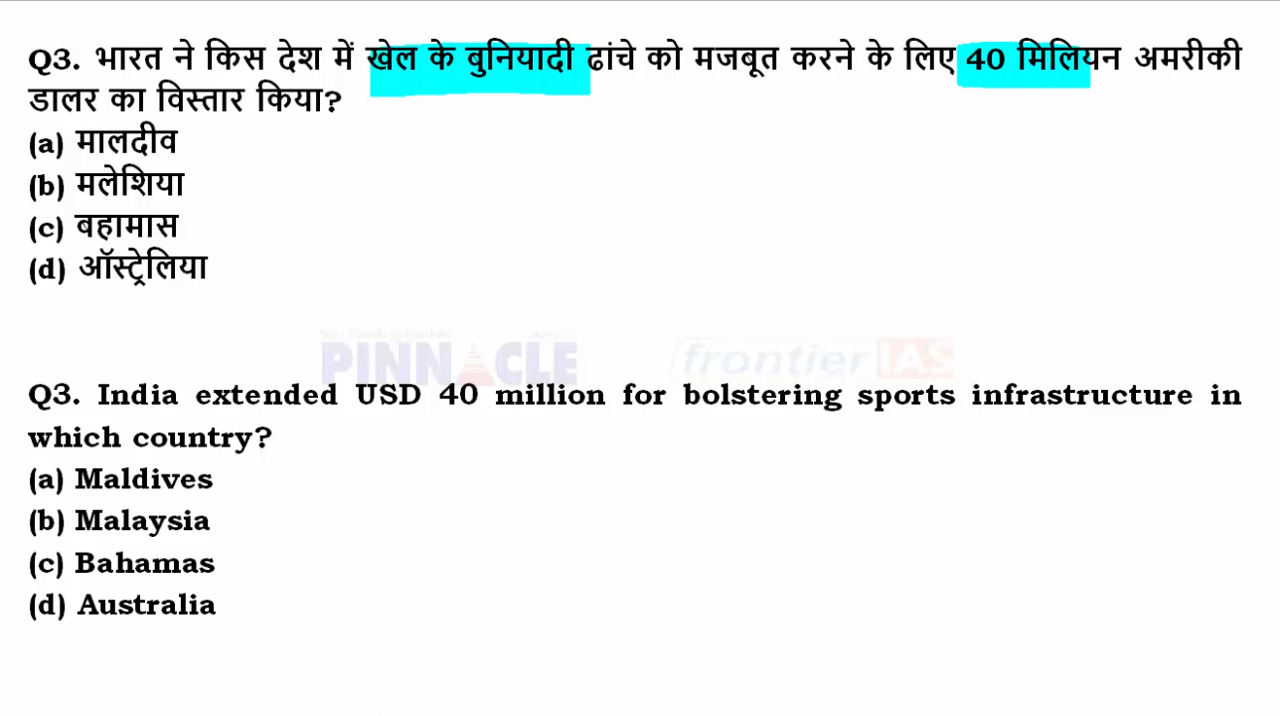 Q3. भारत ने किस देश में खेल के बुनियादी ढांचे को मजबूत करने के लिए 40 मिलियन अमरीकी
डालर का विस्तार किया?
(a) मालदीव
(b) मलेशिया
(c) बहामास
(d) ऑस्ट्रेलिया
PINNACLE frontier IAS
Q3. India extended USD 40 million for bolstering sports infrastructure in
which country?
(a) Maldives
(b) Malaysia
(c) Bahamas
(d) Australia